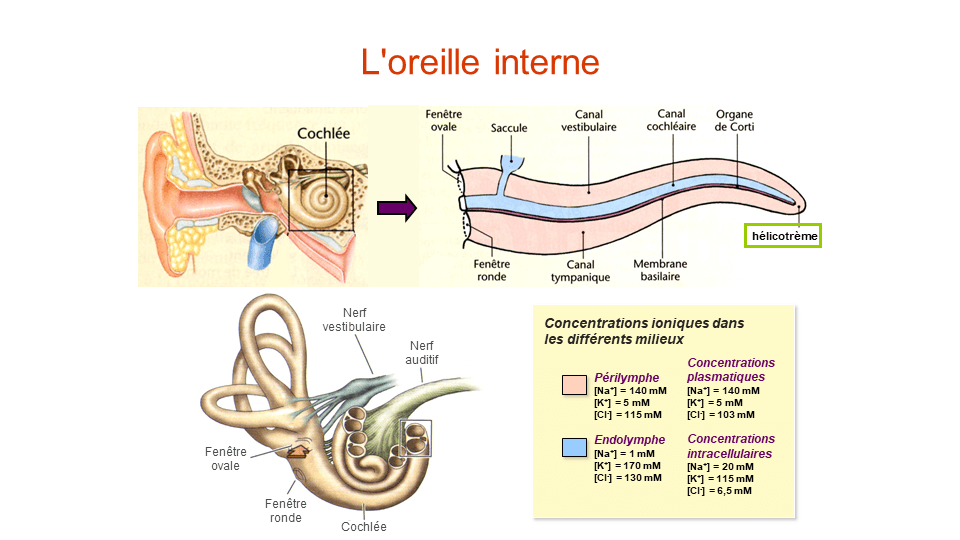 L'oreille interne
Cochlée
Fenêtre
ovale
Saccule
Canal
vestibulaire
Canal
cochléaire
Organe
de Corti
hélicotrème
Fenêtre
ronde
Canal
tympanique
Membrane
basilaire
Nerf
vestibulaire
Nerf
auditif
Fenêtre
ovale
Fenêtre
ronde
Cochlée
Concentrations ioniques dans
les différents milieux
Périlymphe
[Na⁺] = 140 mM
[K⁺] = 5 mM
[Cl⁻] = 115 mM
Concentrations
plasmatiques
[Na⁺] = 140 mM
[K⁺] = 5 mM
[Cl⁻] = 103 mM
Endolymphe
[Na⁺] = 1 mM
[K⁺] = 170 mM
[Cl⁻] = 130 mM
Concentrations
intracellulaires
[Na⁺] = 20 mM
[K⁺] = 115 mM
[Cl⁻] = 6,5 mM